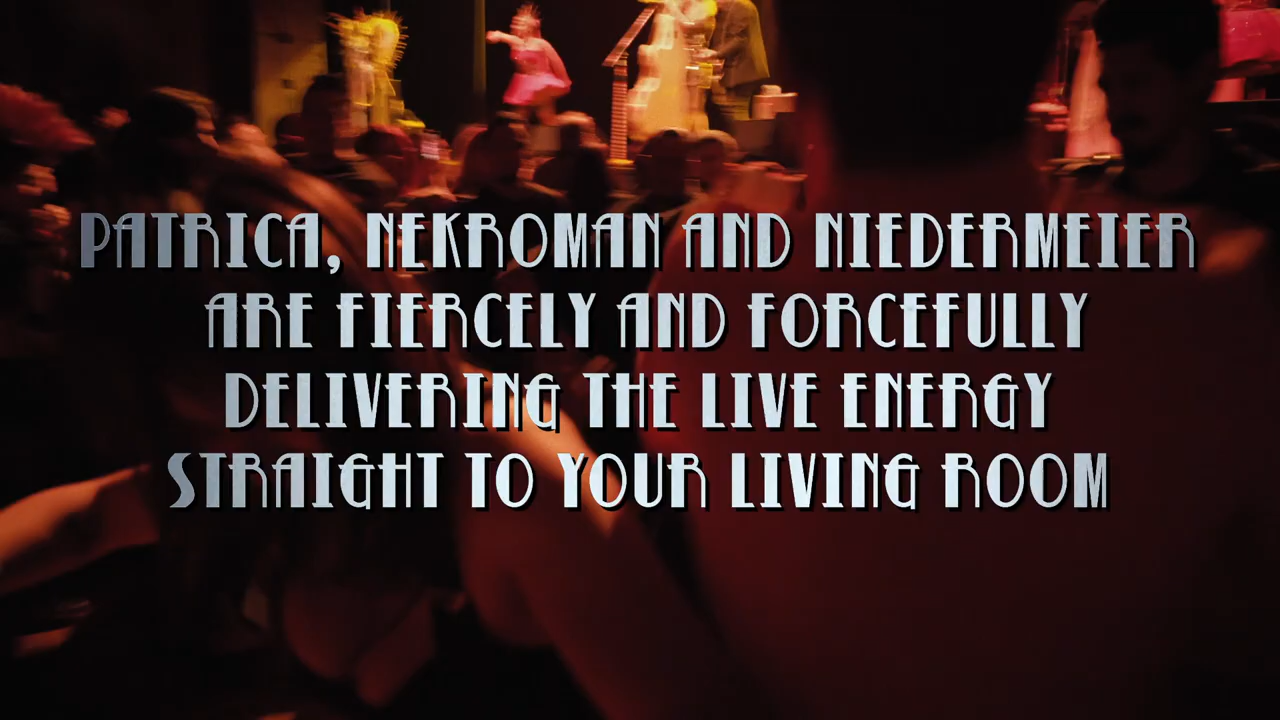 PATRICA, NEKROMAN AND NIEDERMEIER
ARE FIERCELY AND FORCEFULLY
DELIVERING THE LIVE ENERGY
STRAIGHT TO YOUR LIVING ROOM